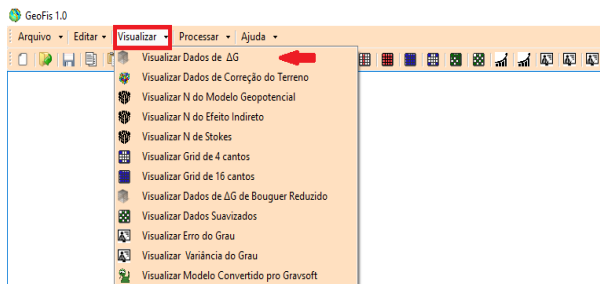 GeoFis 1.0
Arquivo Editar Visualizar Processar Ajuda
Visualizar Dados de ΔG
Visualizar Dados de Correção do Terreno
Visualizar N do Modelo Geopotencial
Visualizar N do Efeito Indireto
Visualizar N de Stokes
Visualizar Grid de 4 cantos
Visualizar Grid de 16 cantos
Visualizar Dados de ΔG de Bouguer Reduzido
Visualizar Dados Suavizados
Visualizar Erro do Grau
Visualizar Variância do Grau
Visualizar Modelo Convertido pro Gravsoft